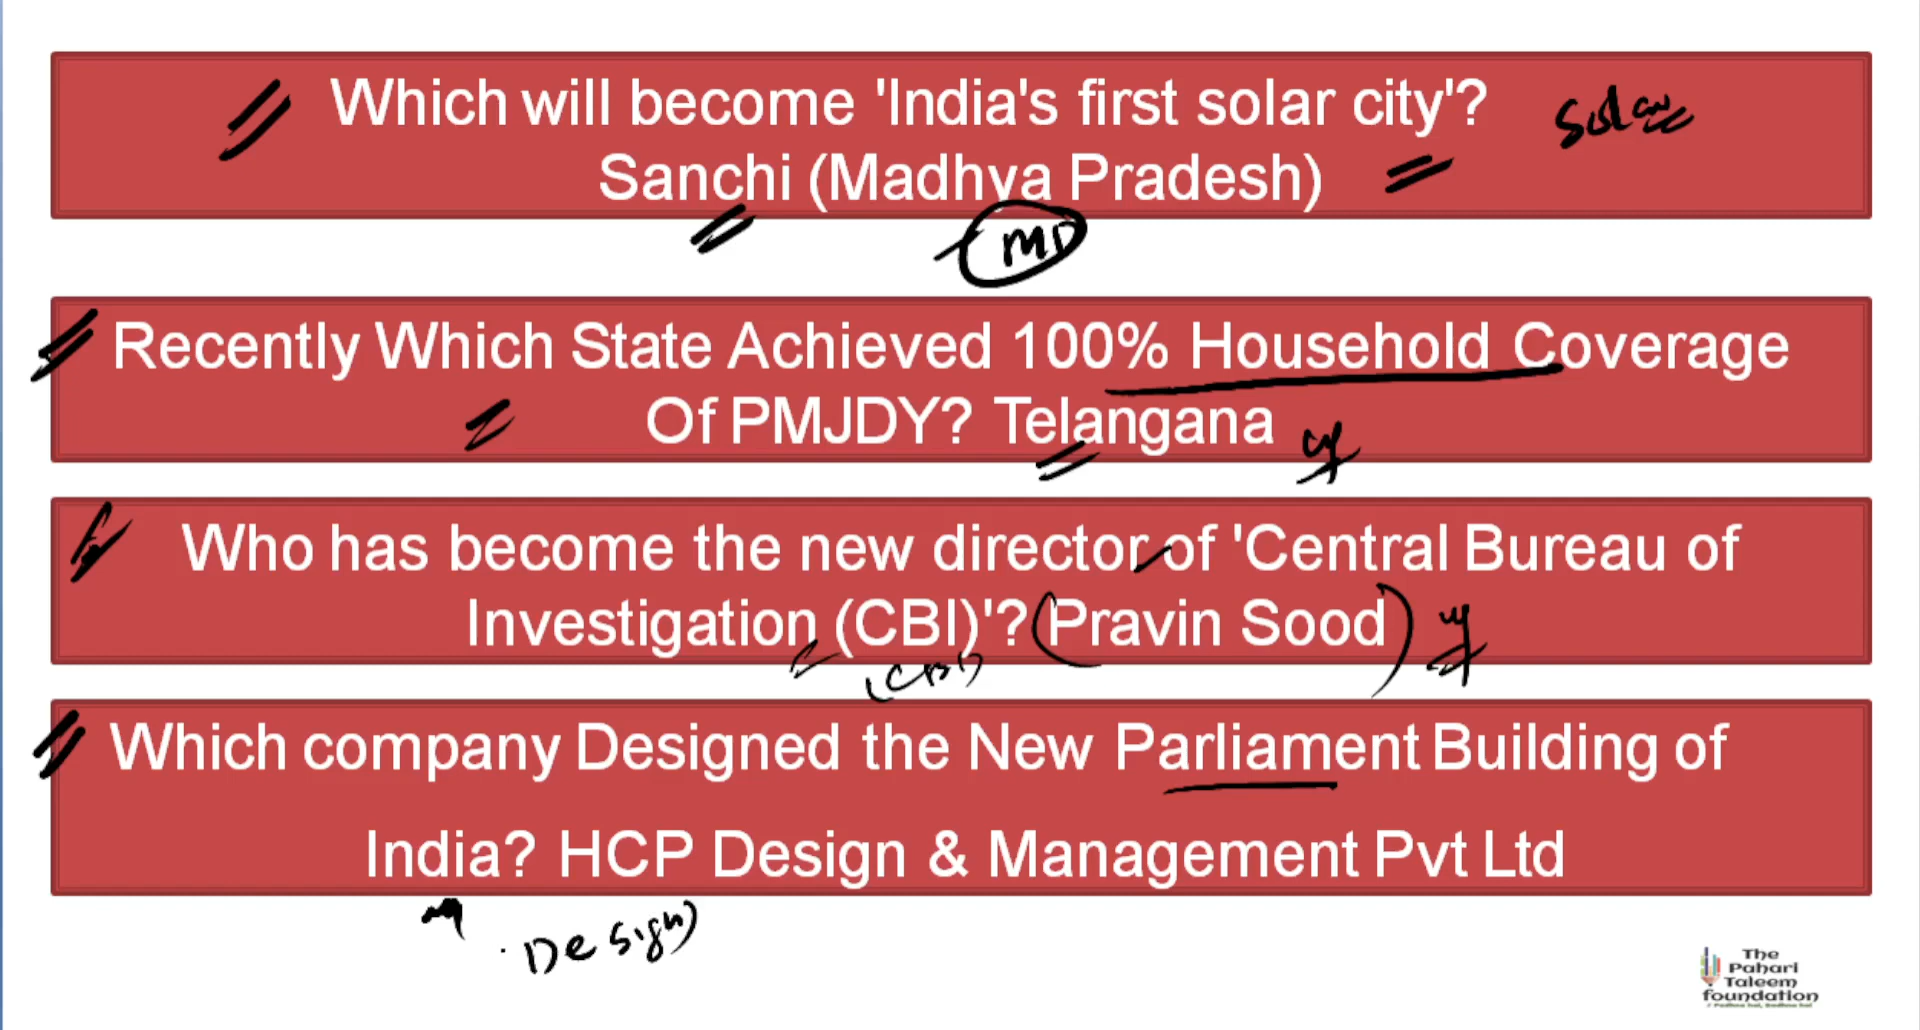 Which will become 'India's first solar city'?
Solar
Sanchi (Madhya Pradesh)
MP
Recently Which State Achieved 100% Household Coverage
Of PMJDY? Telangana
Who has become the new director of 'Central Bureau of
Investigation (CBI)'? Pravin Sood
(CBI)
Which company Designed the New Parliament Building of
India? HCP Design & Management Pvt Ltd
Design
The
Pahari
Taleem
foundation